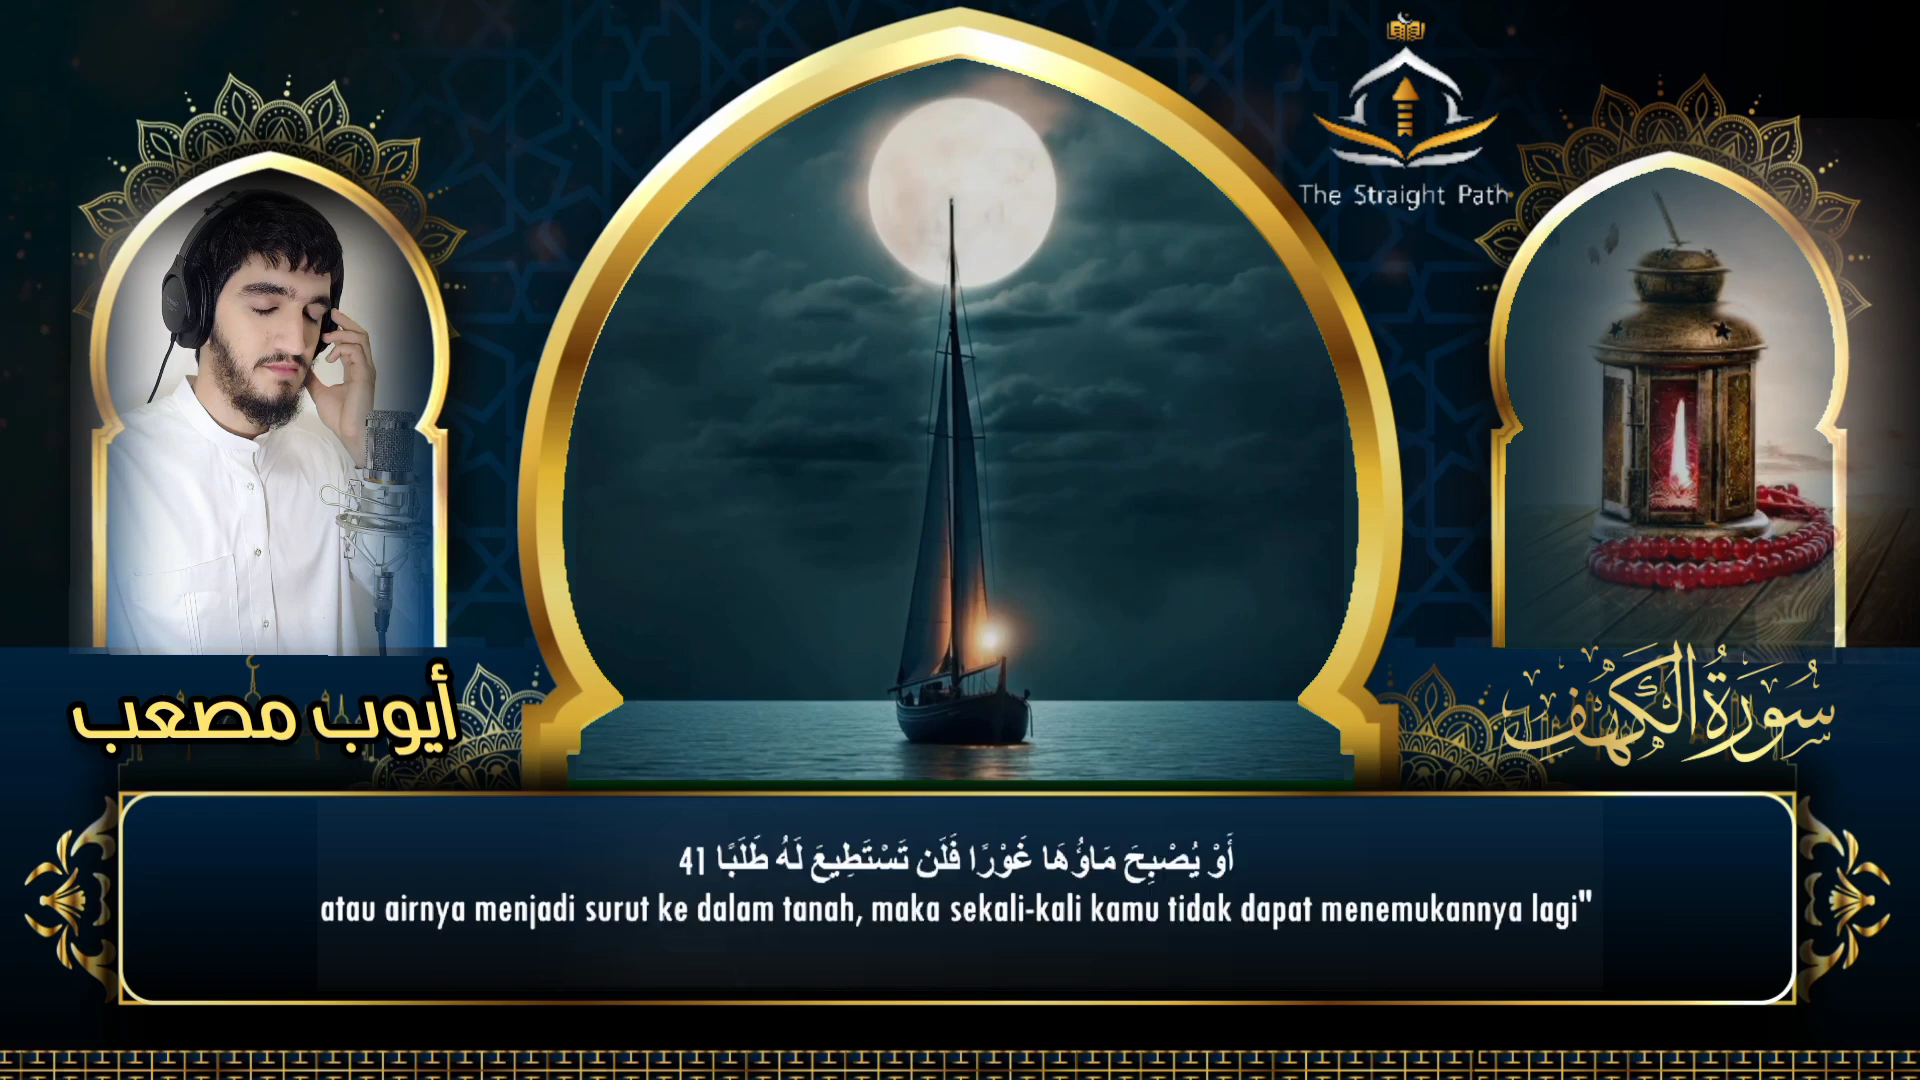 The Straight Path
أيوب مصعب
سُورَةُ الكَهْفِ
أَوْ يُصْبِحَ مَاؤُهَا غَوْرًا فَلَن تَسْتَطِيعَ لَهُ طَلَبًا 41
atau airnya menjadi surut ke dalam tanah, maka sekali-kali kamu tidak dapat menemukannya lagi"